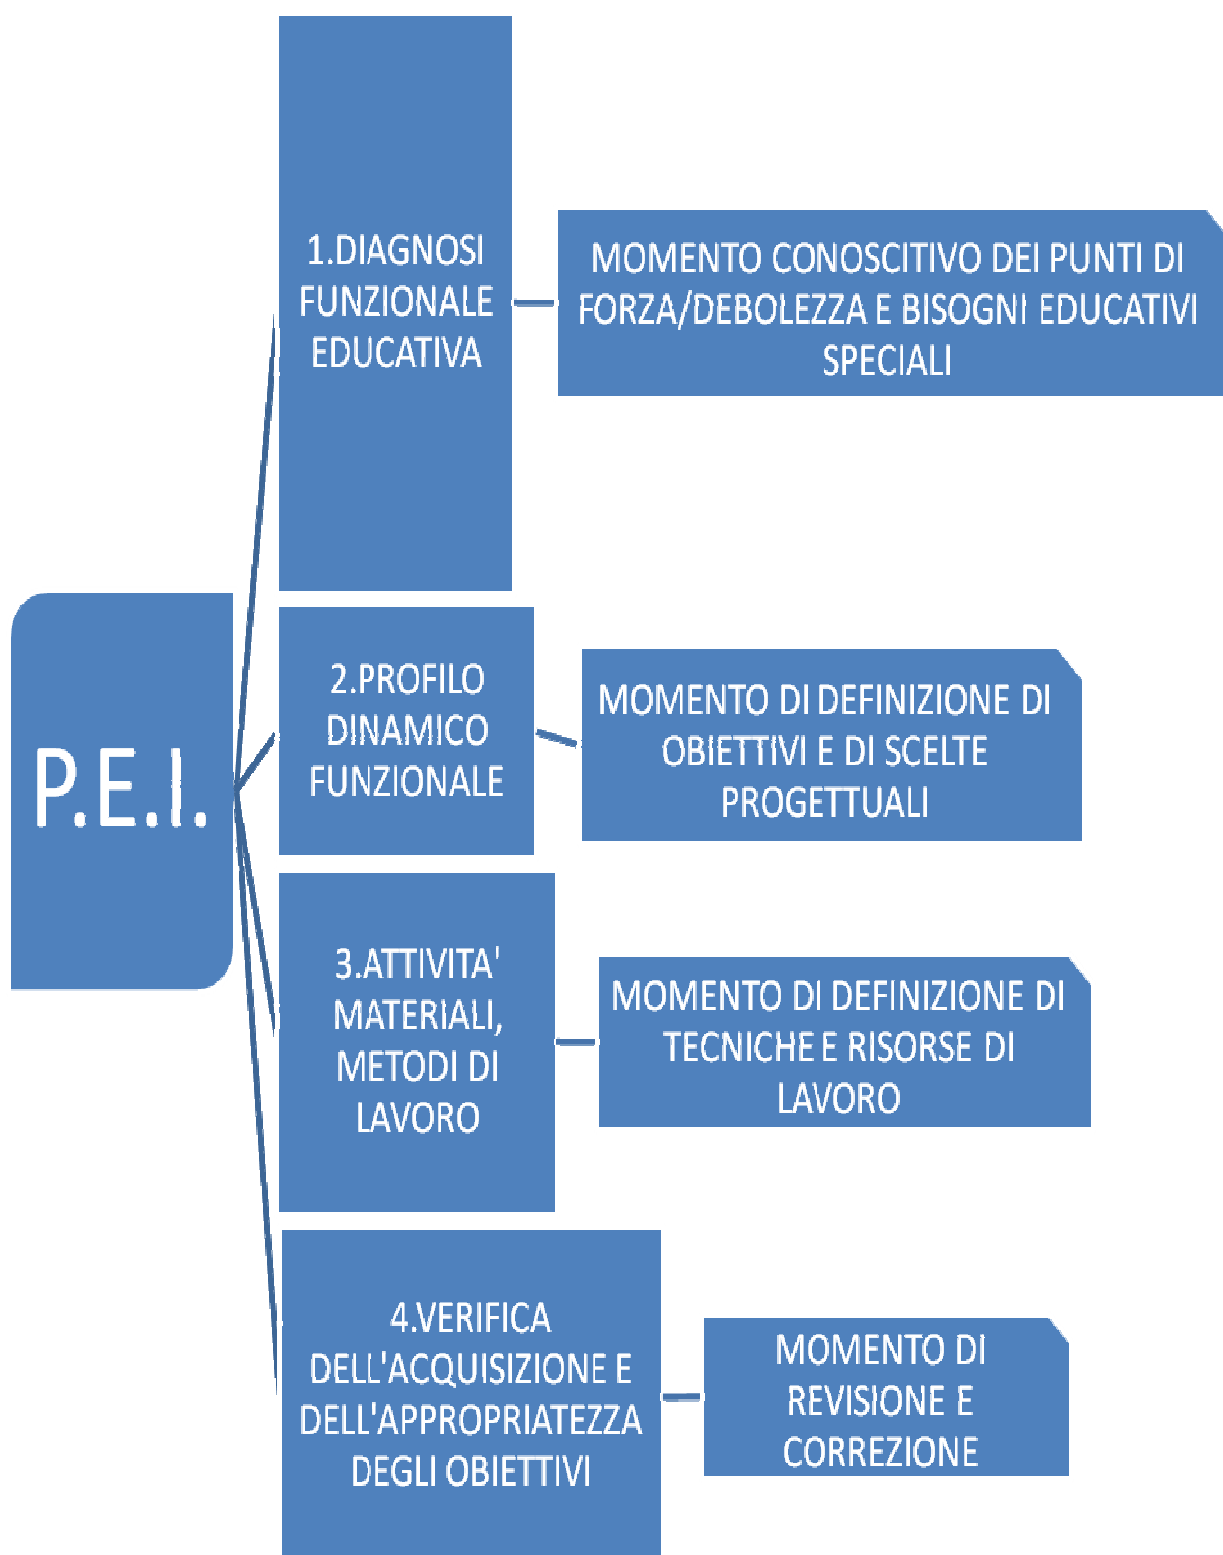 P.E.I.
1.DIAGNOSI
FUNZIONALE
EDUCATIVA
MOMENTO CONOSCITIVO DEI PUNTI DI
FORZA/DEBOLEZZA E BISOGNI EDUCATIVI
SPECIALI
2.PROFILO
DINAMICO
FUNZIONALE
MOMENTO DI DEFINIZIONE DI
OBIETTIVI E DI SCELTE
PROGETTUALI
3.ATTIVITA'
MATERIALI,
METODI DI
LAVORO
MOMENTO DI DEFINIZIONE DI
TECNICHE E RISORSE DI
LAVORO
4.VERIFICA
DELL'ACQUISIZIONE E
DELL'APPROPRIATEZZA
DEGLI OBIETTIVI
MOMENTO DI
REVISIONE E
CORREZIONE